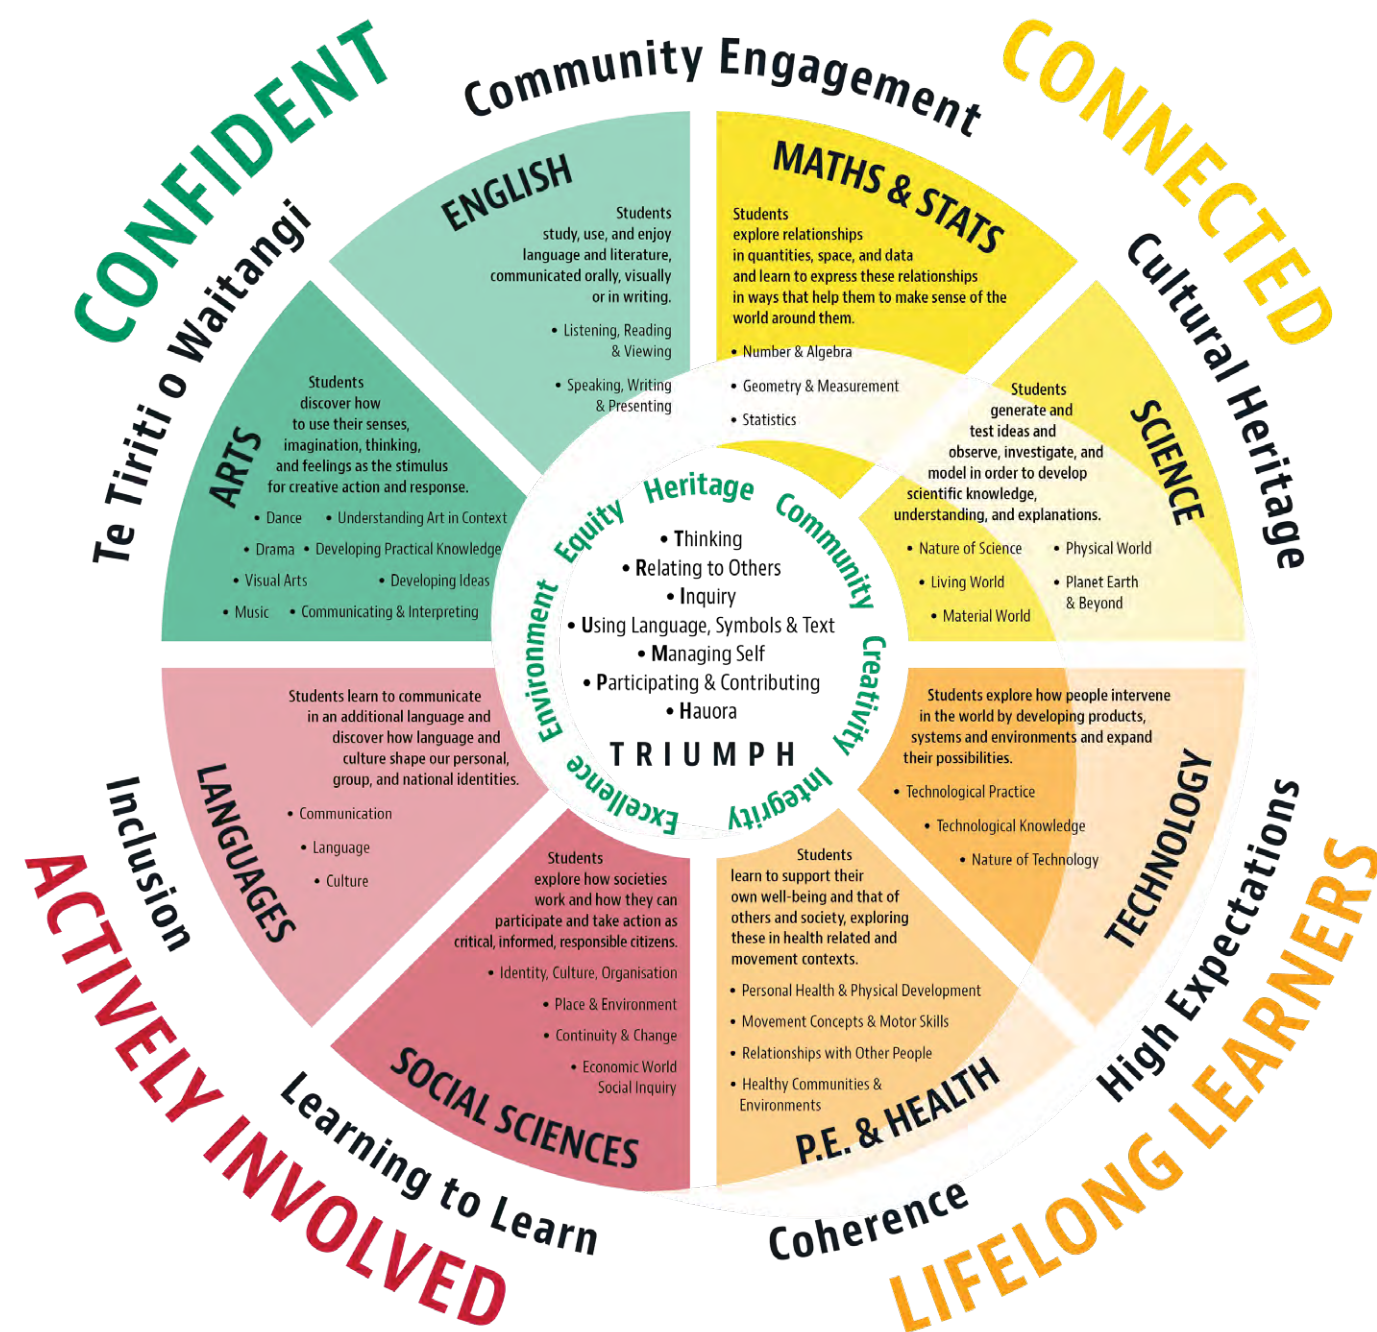 CONFIDENT
CONNECTED
ACTIVELY INVOLVED
LIFELONG LEARNERS
Community Engagement
Cultural Heritage
High Expectations
Coherence
Learning to Learn
Inclusion
Te Tiriti o Waitangi
ENGLISH
Students
study, use, and enjoy
language and literature,
communicated orally, visually
or in writing.
• Listening, Reading
& Viewing
• Speaking, Writing
& Presenting
MATHS & STATS
Students
explore relationships
in quantities, space, and data
and learn to express these relationships
in ways that help them to make sense of the
world around them.
• Number & Algebra
• Geometry & Measurement
• Statistics
SCIENCE
Students
generate and
test ideas and
observe, investigate, and
model in order to develop
scientific knowledge,
understanding, and explanations.
• Nature of Science
• Physical World
• Living World
• Planet Earth
& Beyond
• Material World
TECHNOLOGY
Students explore how people intervene
in the world by developing products,
systems and environments and expand
their possibilities.
• Technological Practice
• Technological Knowledge
• Nature of Technology
P.E. & HEALTH
Students
learn to support their
own well-being and that of
others and society, exploring
these in health related and
movement contexts.
• Personal Health & Physical Development
• Movement Concepts & Motor Skills
• Relationships with Other People
• Healthy Communities &
Environments
SOCIAL SCIENCES
Students
explore how societies
work and how they can
participate and take action as
critical, informed, responsible citizens.
• Identity, Culture, Organisation
• Place & Environment
• Continuity & Change
• Economic World
Social Inquiry
LANGUAGES
Students learn to communicate
in an additional language and
discover how language and
culture shape our personal,
group, and national identities.
• Communication
• Language
• Culture
ARTS
Students
discover how
to use their senses,
imagination, thinking,
and feelings as the stimulus
for creative action and response.
• Dance • Understanding Art in Context
• Drama • Developing Practical Knowledge
• Visual Arts • Developing Ideas
• Music • Communicating & Interpreting
Heritage
Community
Creativity
Integrity
Excellence
Environment
Equity
• Thinking
• Relating to Others
• Inquiry
• Using Language, Symbols & Text
• Managing Self
• Participating & Contributing
• Hauora
TRIUMPH